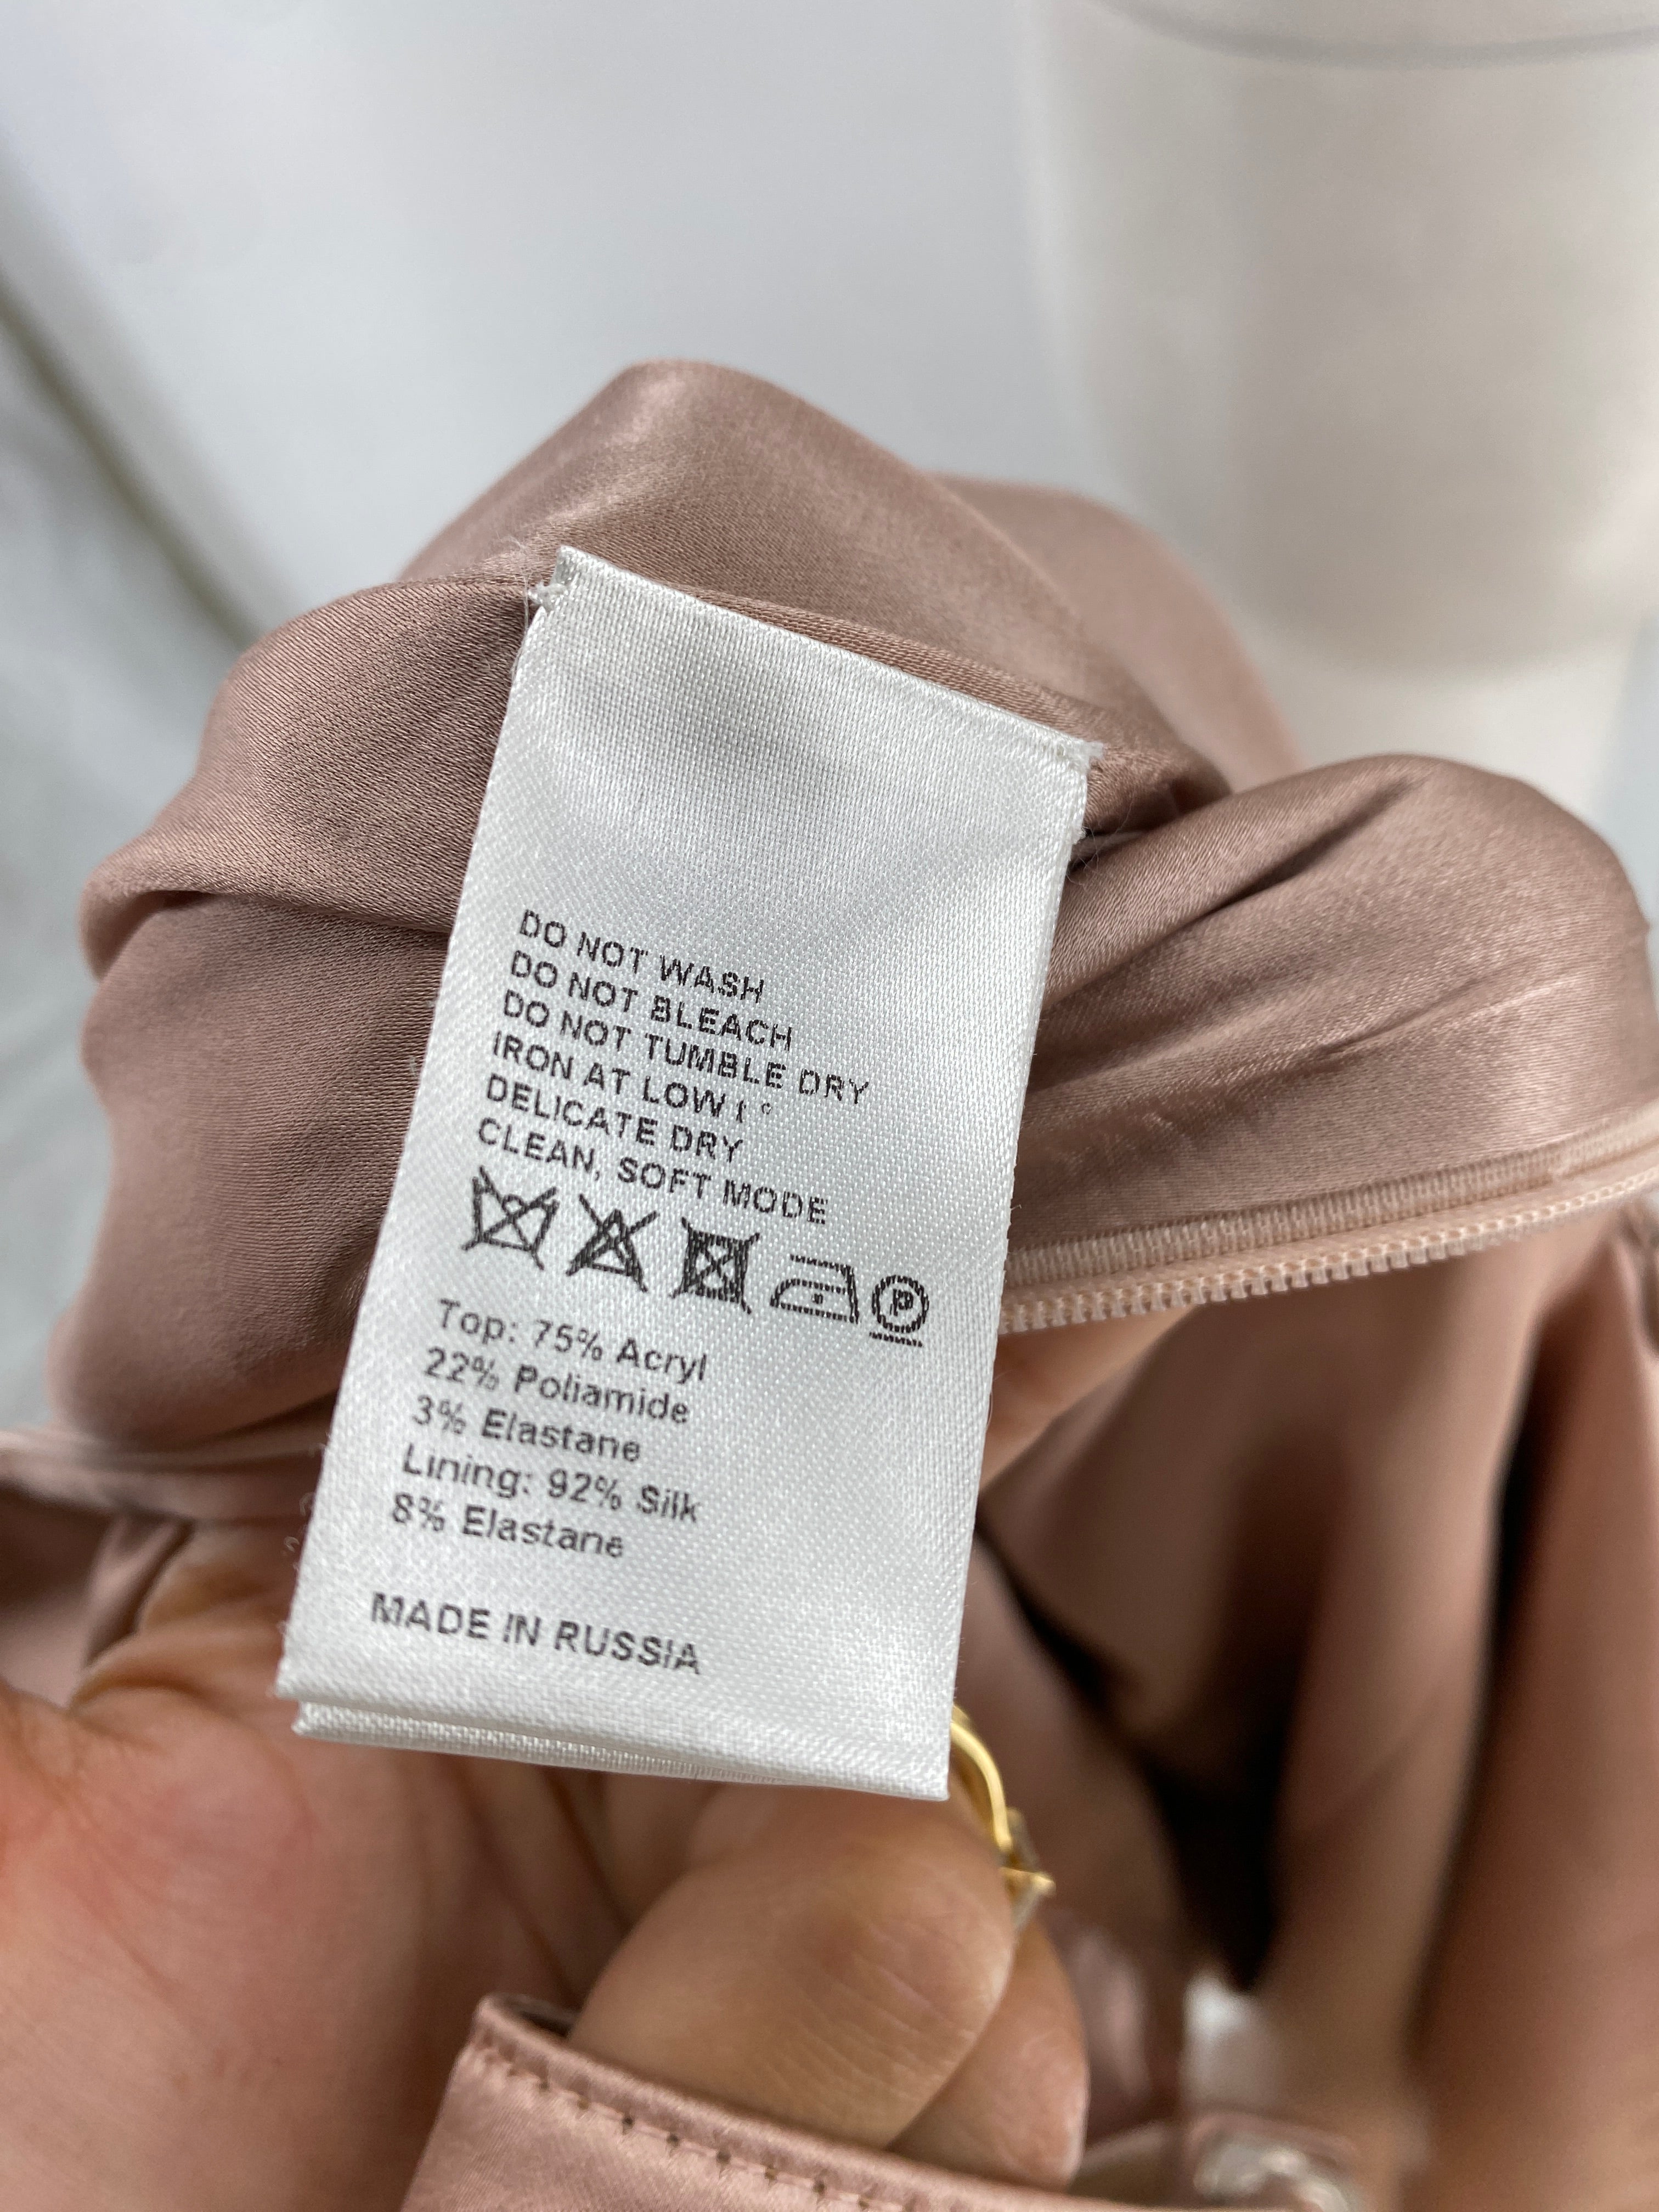 DO NOT WASH
DO NOT BLEACH
DO NOT TUMBLE DRY
IRON AT LOW t °
DELICATE DRY
CLEAN, SOFT MODE
P
Top: 75% Acryl
22% Poliamide
3% Elastane
Lining: 92% Silk
8% Elastane
MADE IN RUSSIA